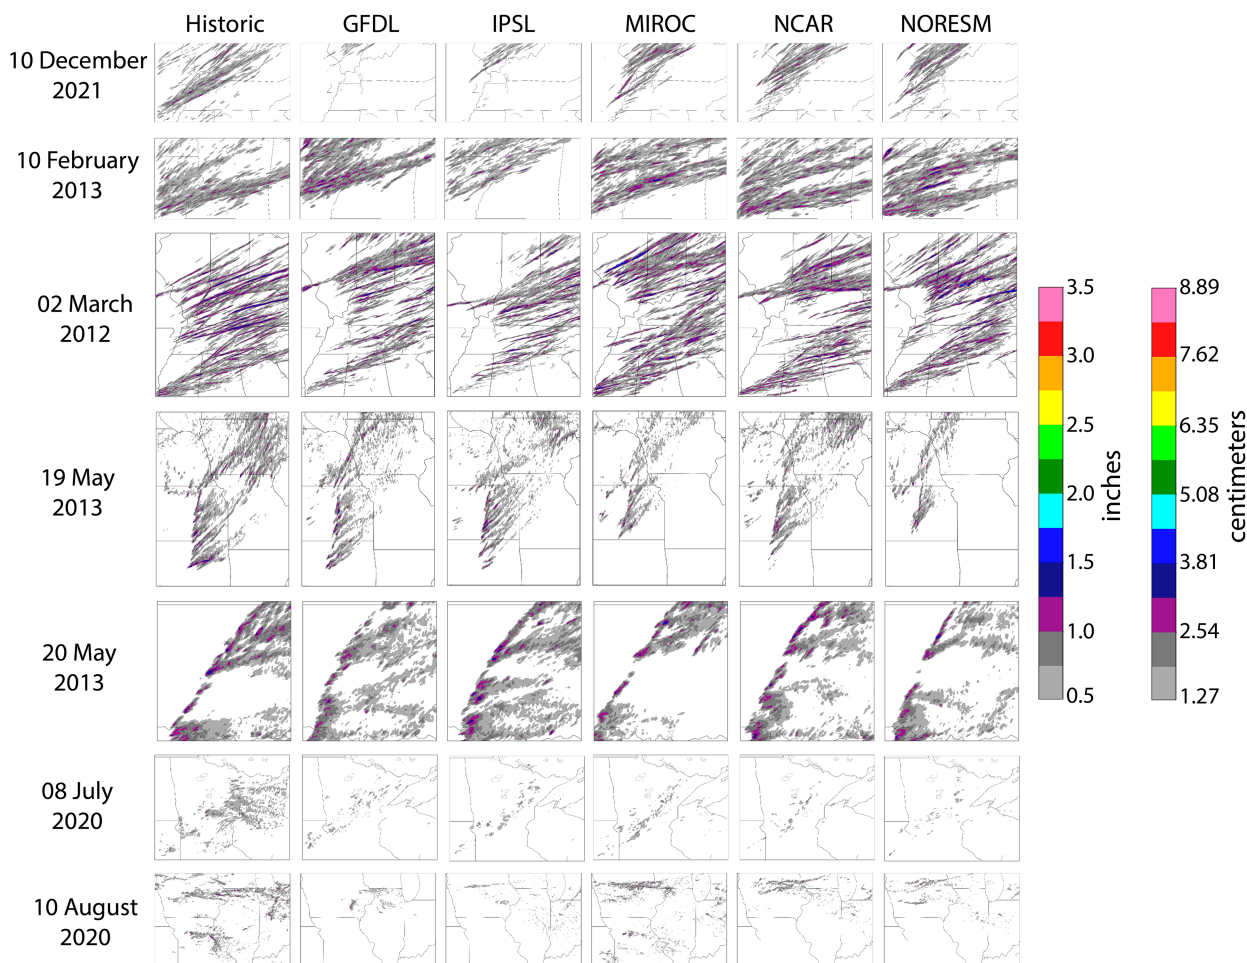 Historic GFDL IPSL MIROC NCAR NORESM
10 December
2021
10 February
2013
02 March
2012
19 May
2013
20 May
2013
08 July
2020
10 August
2020
3.5
3.0
2.5
2.0
1.5
1.0
0.5
inches
8.89
7.62
6.35
5.08
3.81
2.54
1.27
centimeters